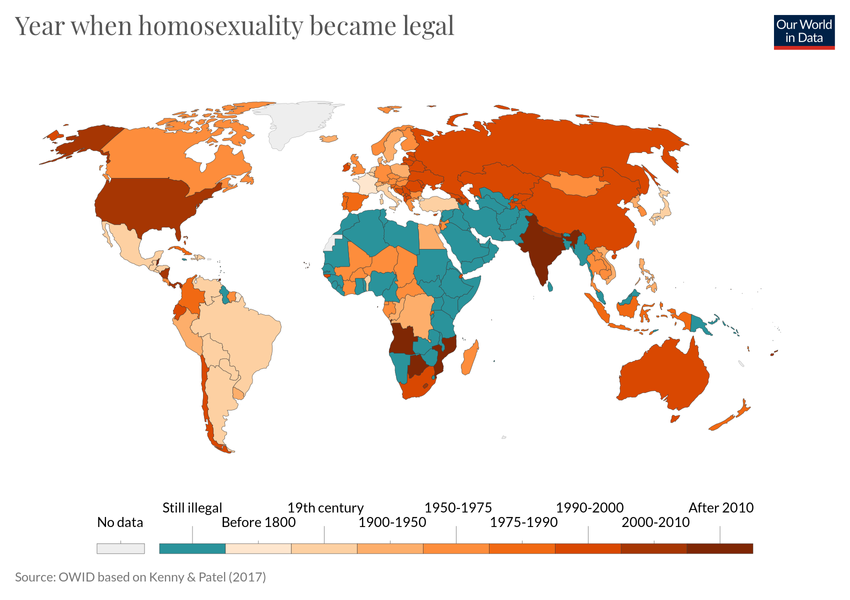 Year when homosexuality became legal
Our World
in Data
Still illegal
19th century
1950-1975
1990-2000
After 2010
No data
Before 1800
1900-1950
1975-1990
2000-2010
Source: OWID based on Kenny & Patel (2017)